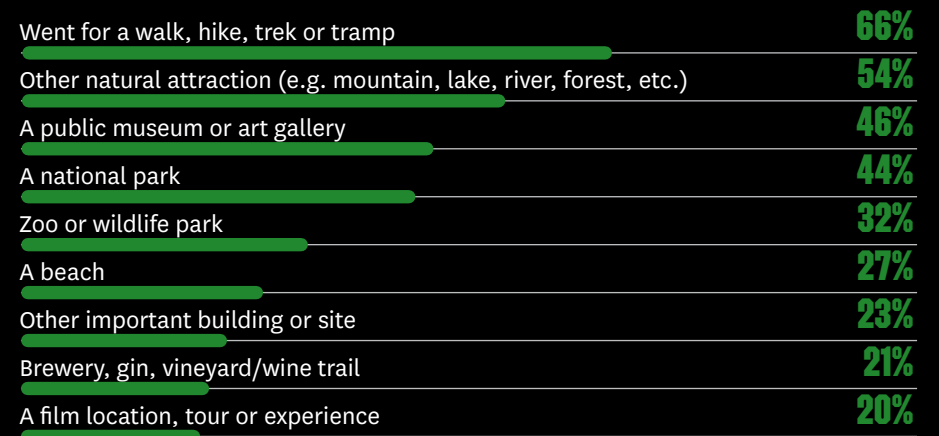 Went for a walk, hike, trek or tramp 66%
Other natural attraction (e.g. mountain, lake, river, forest, etc.) 54%
A public museum or art gallery 46%
A national park 44%
Zoo or wildlife park 32%
A beach 27%
Other important building or site 23%
Brewery, gin, vineyard/wine trail 21%
A film location, tour or experience 20%